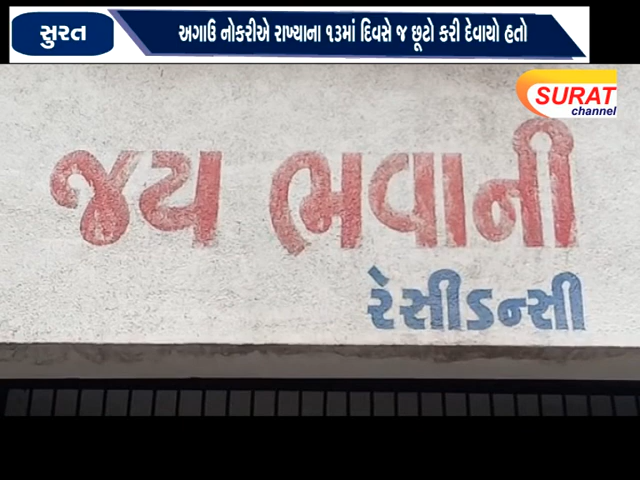 સુરત
અગાઉ નોકરીએ રાખ્યાના ૧૩માં દિવસે જ છૂટો કરી દેવાયો હતો
SURAT
channel
જય ભવાની
રેસીડન્સી